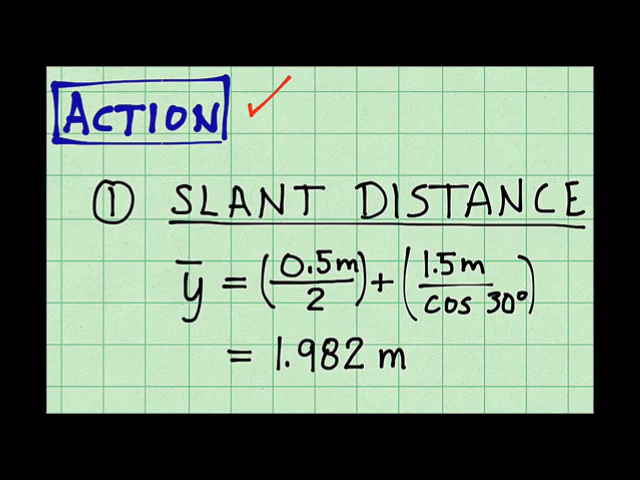 ACTION ✓
① SLANT DISTANCE
y̅ = (0.5m/2) + (1.5m/cos 30°)
= 1.982 m